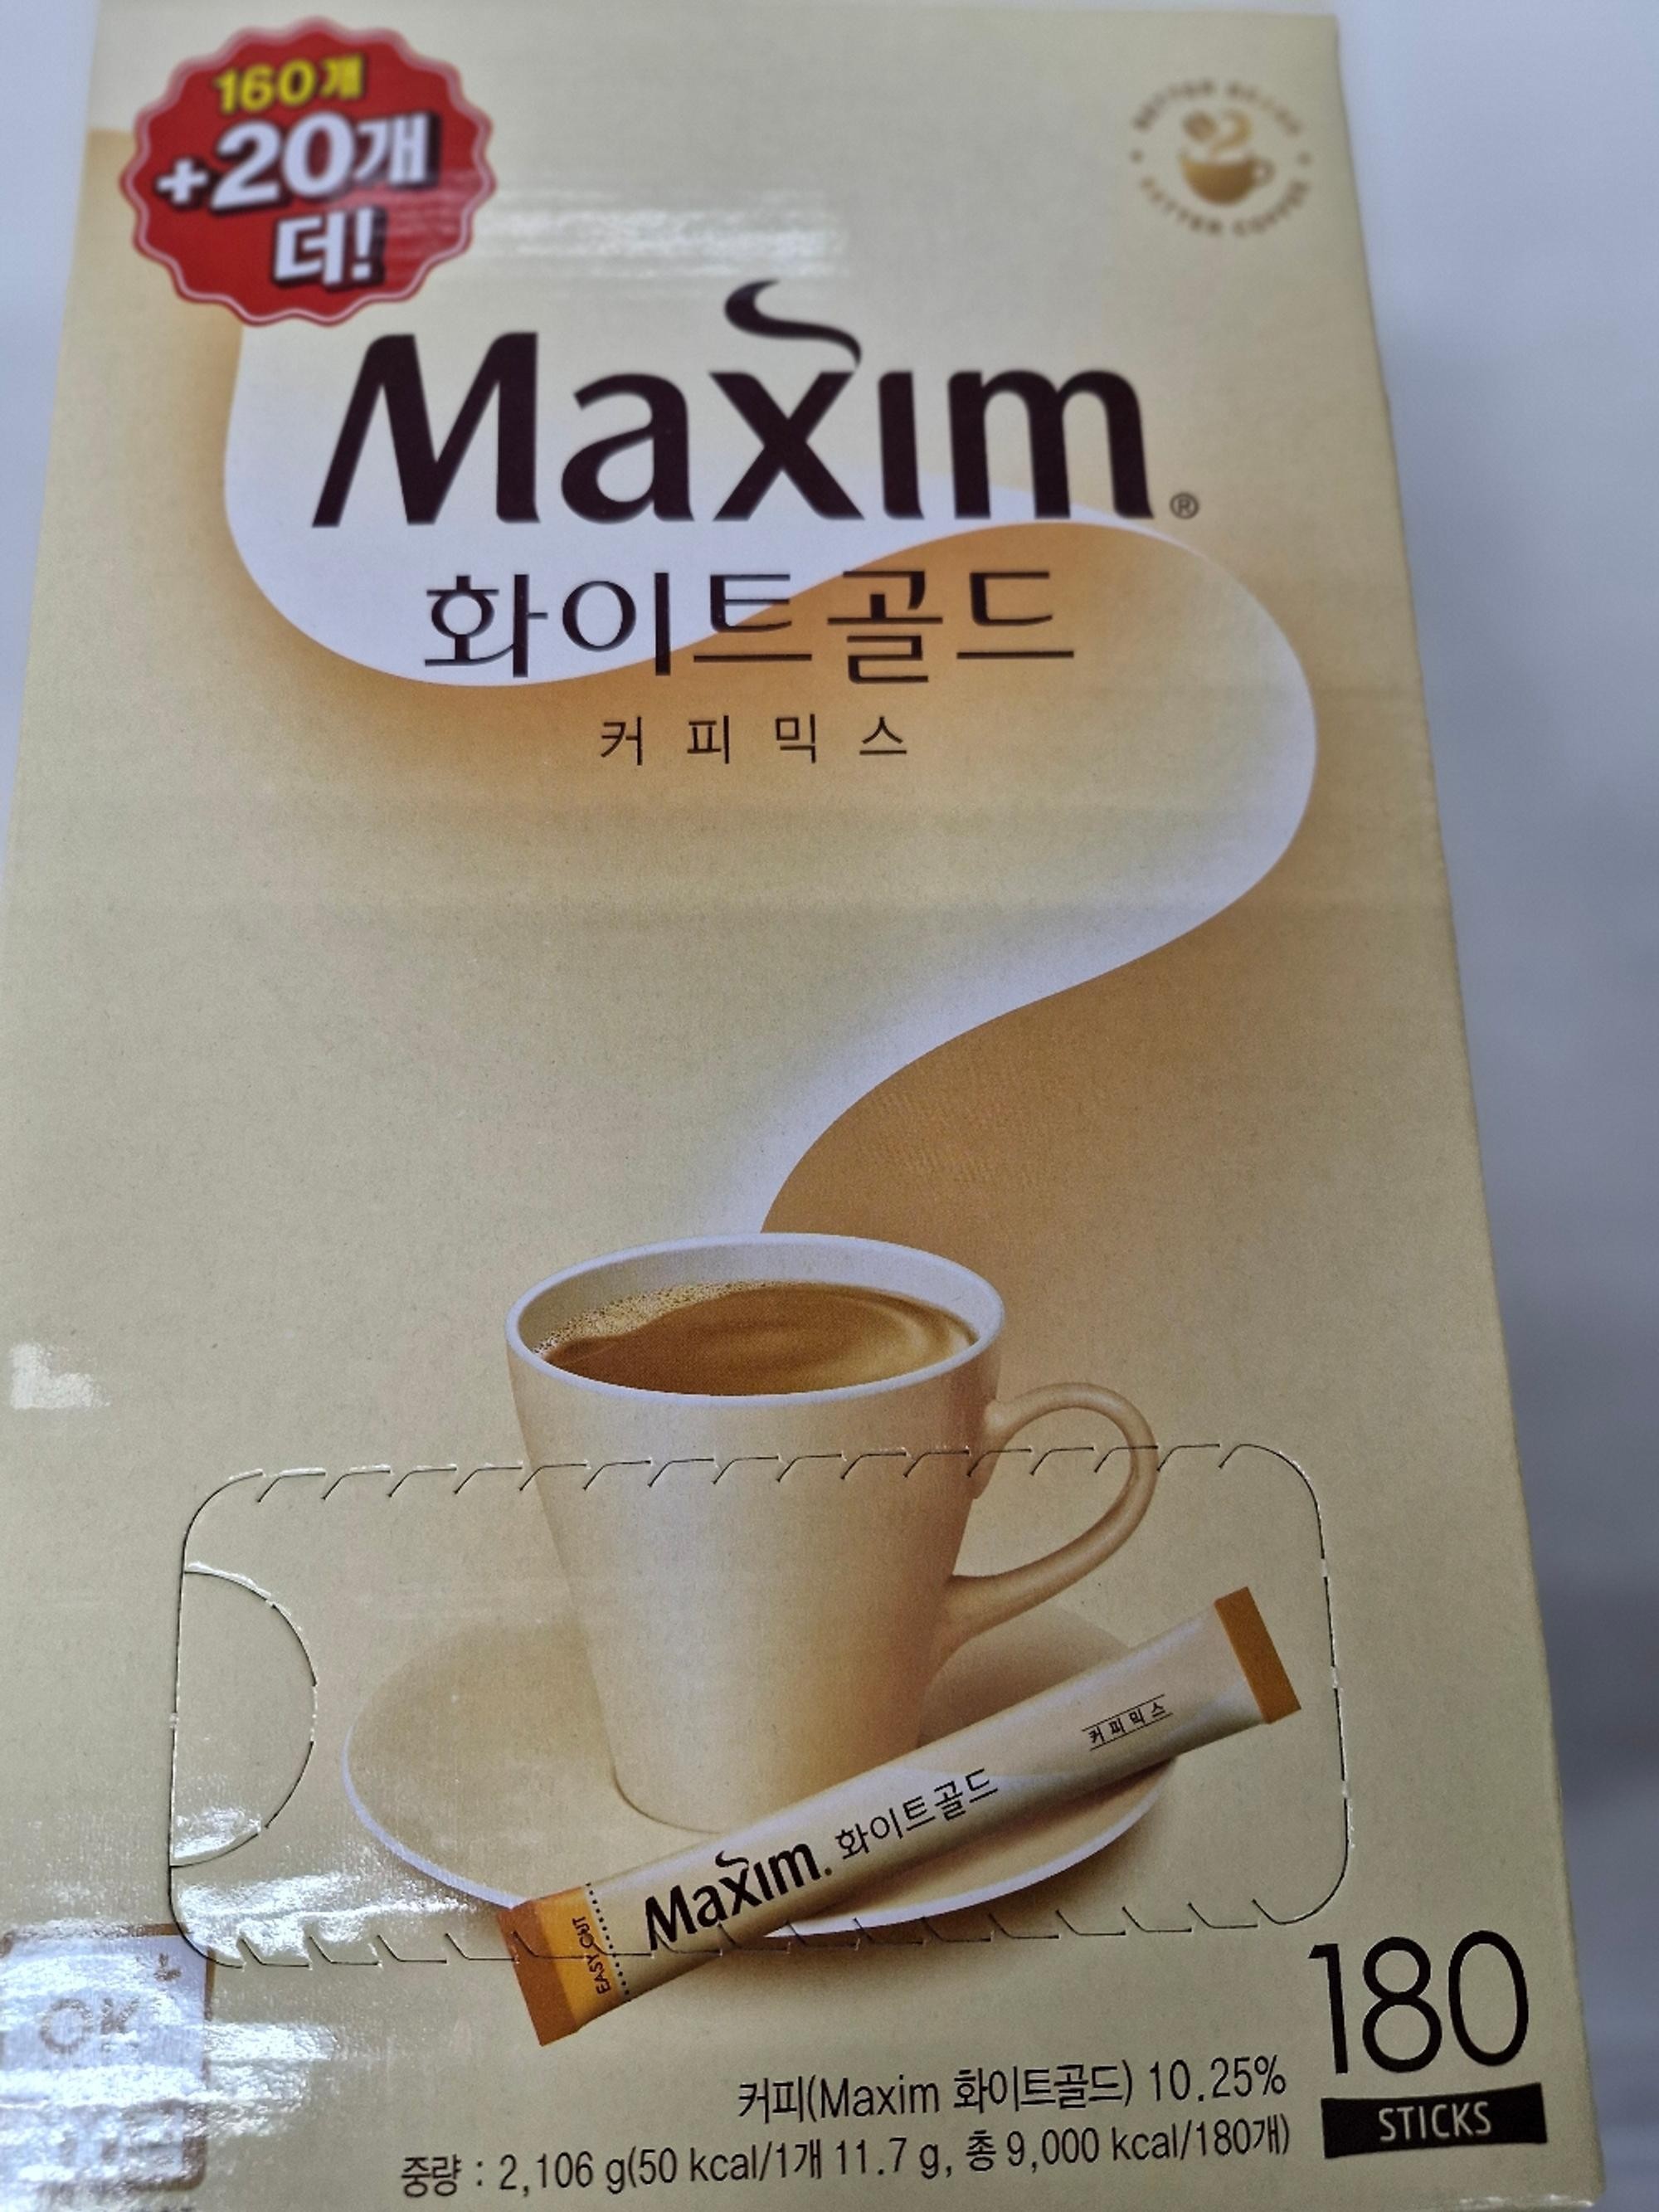 160개
+20개
더!
Maxim®
화이트골드
커피믹스
EASY CUT
Maxim. 화이트골드
커피믹스
180
STICKS
커피(Maxim 화이트골드) 10.25%
중량 : 2,106 g(50 kcal/1개 11.7 g, 총 9,000 kcal/180개)
OK